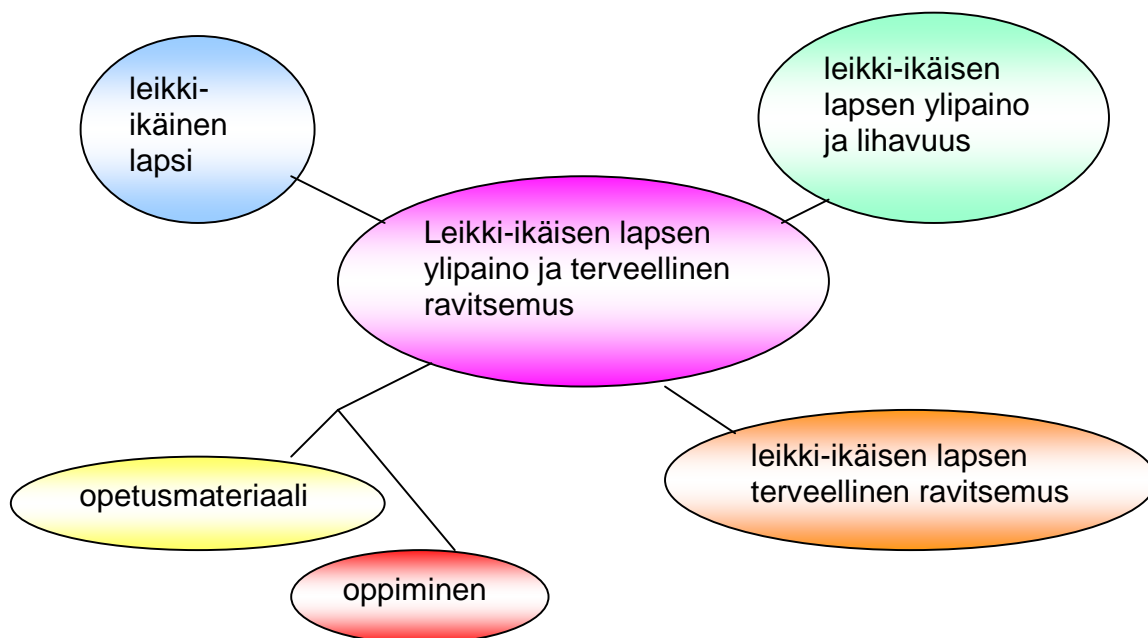 leikki-
ikäinen
lapsi
leikki-ikäisen
lapsen ylipaino
ja lihavuus
Leikki-ikäisen lapsen
ylipaino ja terveellinen
ravitsemus
leikki-ikäisen lapsen
terveellinen ravitsemus
opetusmateriaali
oppiminen